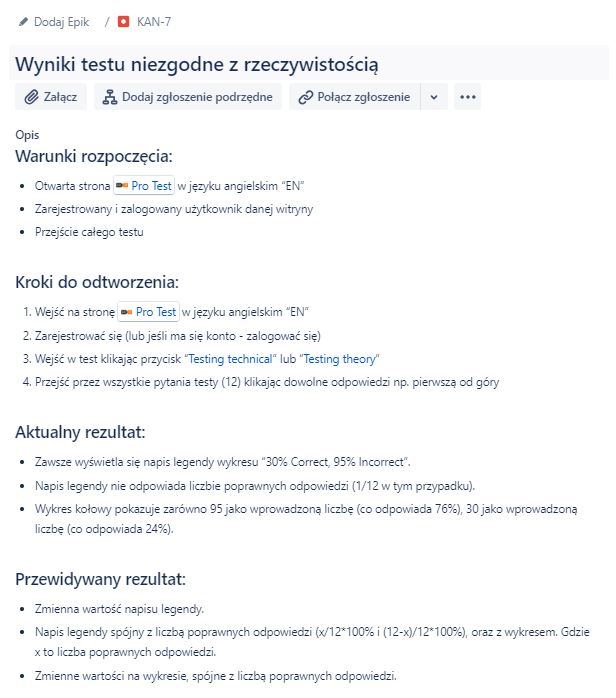 Dodaj Epik / KAN-7
Wyniki testu niezgodne z rzeczywistością
Załącz Dodaj zgłoszenie podrzędne Połącz zgłoszenie
Opis
Warunki rozpoczęcia:
• Otwarta strona Pro Test w języku angielskim “EN”
• Zarejestrowany i zalogowany użytkownik danej witryny
• Przejście całego testu
Kroki do odtworzenia:
1. Wejść na stronę Pro Test w języku angielskim “EN”
2. Zarejestrować się (lub jeśli ma się konto - zalogować się)
3. Wejść w test klikając przycisk “Testing technical“ lub “Testing theory“
4. Przejść przez wszystkie pytania testy (12) klikając dowolne odpowiedzi np. pierwszą od góry
Aktualny rezultat:
• Zawsze wyświetla się napis legendy wykresu “30% Correct, 95% Incorrect”.
• Napis legendy nie odpowiada liczbie poprawnych odpowiedzi (1/12 w tym przypadku).
• Wykres kołowy pokazuje zarówno 95 jako wprowadzoną liczbę (co odpowiada 76%), 30 jako wprowadzoną
liczbę (co odpowiada 24%).
Przewidywany rezultat:
• Zmienna wartość napisu legendy.
• Napis legendy spójny z liczbą poprawnych odpowiedzi (x/12*100% i (12-x)/12*100%), oraz z wykresem. Gdzie
x to liczba poprawnych odpowiedzi.
• Zmienne wartości na wykresie, spójne z liczbą poprawnych odpowiedzi.